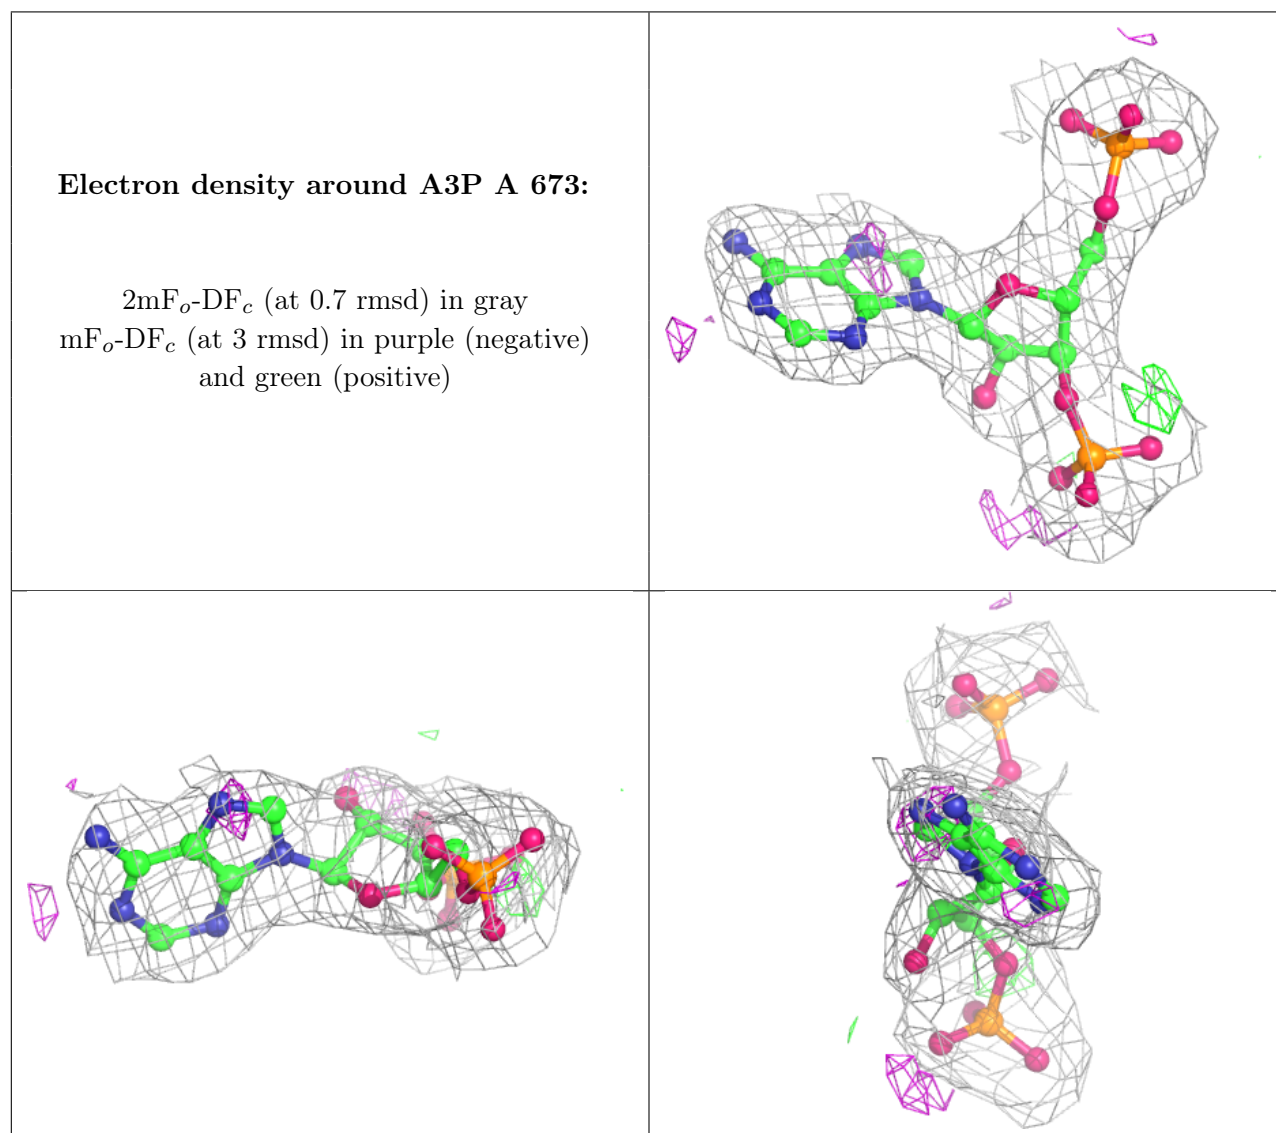 Electron density around A3P A 673:
2mFo-DFc (at 0.7 rmsd) in gray
mFo-DFc (at 3 rmsd) in purple (negative)
and green (positive)